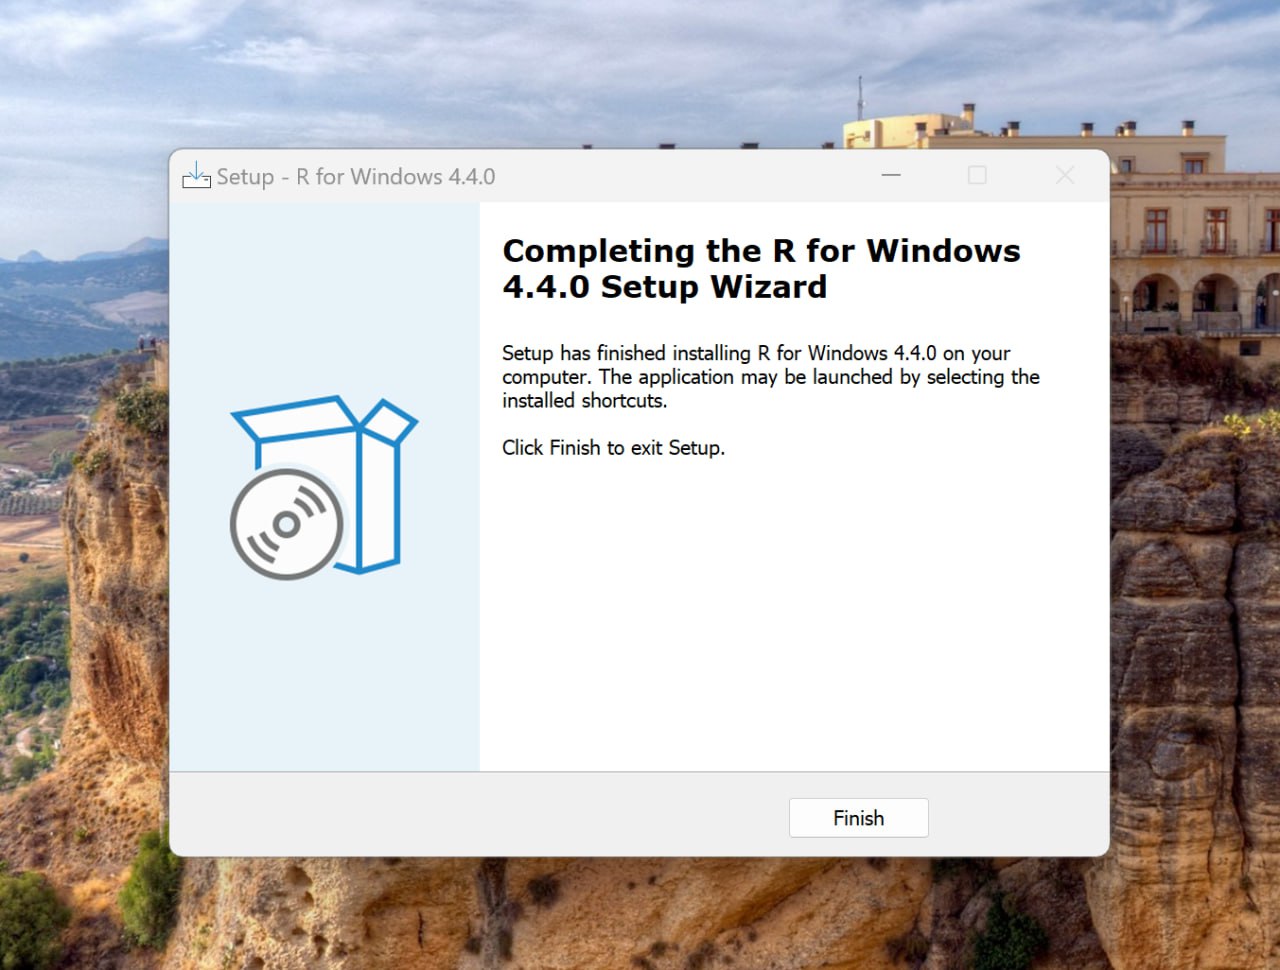 Setup - R for Windows 4.4.0
Completing the R for Windows
4.4.0 Setup Wizard
Setup has finished installing R for Windows 4.4.0 on your
computer. The application may be launched by selecting the
installed shortcuts.
Click Finish to exit Setup.
Finish